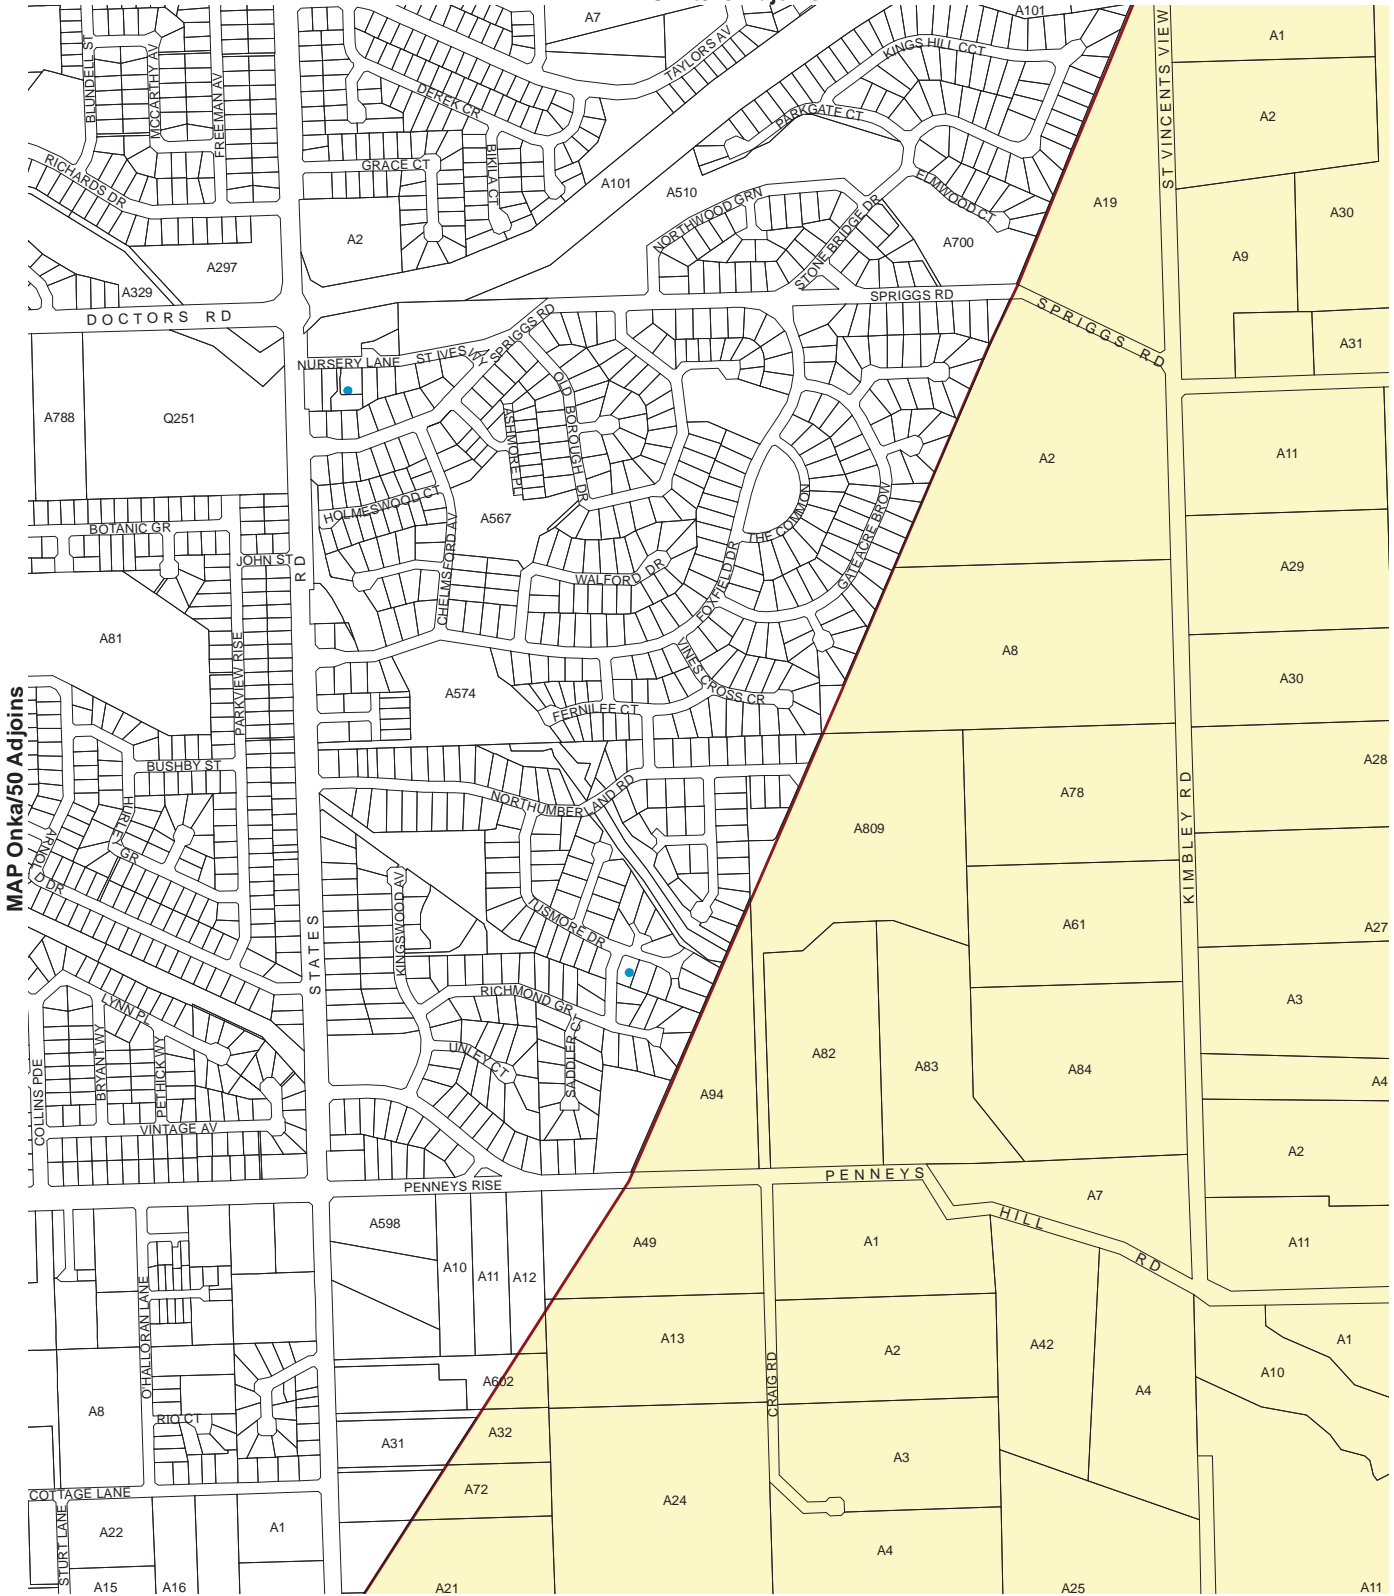 A7
A101
A1
ST VINCENTS VIEW
BLUNDELL ST
MCCARTHY AV
FREEMAN AV
TAYLORS AV
KINGS HILL CCT
DEREK CR
PARKGATE CT
A2
RICHARDS DR
GRACE CT
BIKILA CT
A101
A510
ELMWOOD CT
A19
A30
NORTHWOOD GRN
STONE BRIDGE DR
A700
A2
A9
A297
A329
DOCTORS RD
SPRIGGS RD
SPRIGGS RD
A31
NURSERY LANE
ST IVES WAY
SPRIGGS RD
A788
Q251
OLD BOROUGH DR
ASHMORE PL
A2
A11
HOLMESWOOD CT
A567
THE COMMON
GATEACRE BROW
BOTANIC GR
JOHN ST
RD
CHELMSFORD AV
WALFORD DR
FOXFIELD DR
A29
A81
PARKVIEW RISE
A8
VINES CROSS CR
A574
FERNILEE CT
A30
MAP Onka/50 Adjoins
BUSHBY ST
A28
NORTHUMBERLAND RD
A78
KIMBLEY RD
HURLEY GR
ARNOLD DR
A809
KINGSWOOD AV
TUSMORE DR
A61
A27
STATES
RICHMOND GR
A3
LYNN PL
BRYANT WY
PETHICK WY
COLLINS PDE
UNLEY CT
SADDLER CT
A82
A83
A84
A4
A94
VINTAGE AV
A2
PENNEYS RISE
PENNEYS
A7
A598
HILL
A49
A1
A11
A10
A11
A12
RD
O'HALLORAN LANE
A13
A2
A42
A1
A10
A602
CRAIG RD
A4
A8
RIO CT
A31
A32
A3
A72
COTTAGE LANE
A24
STURT LANE
A22
A1
A4
A15
A16
A21
A25
A11